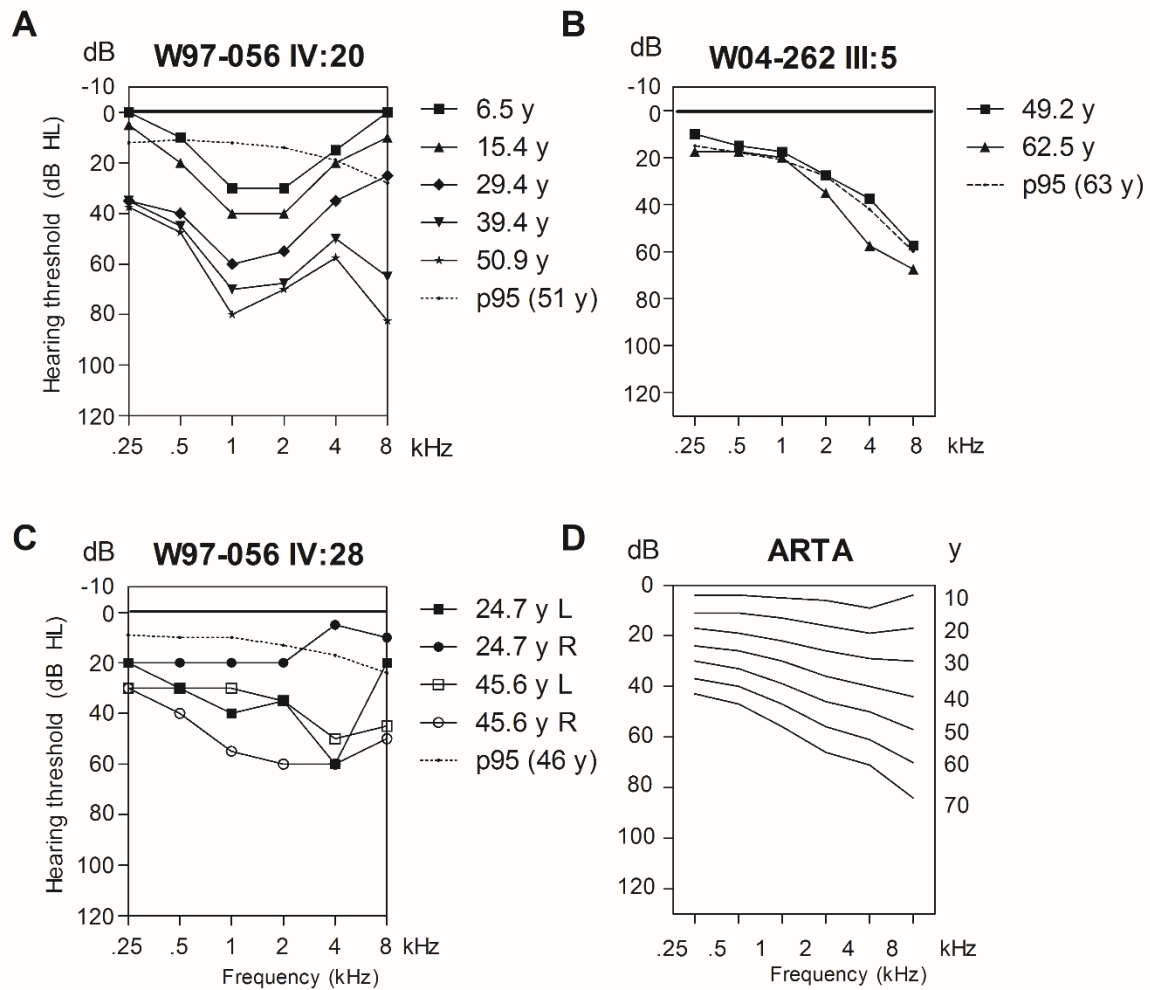 A
dB
W97-056 IV:20
-10
0
20
40
60
80
100
120
Hearing threshold (dB HL)
.25 .5 1 2 4 8 kHz
6.5 y
15.4 y
29.4 y
39.4 y
50.9 y
p95 (51 y)
B
dB
W04-262 III:5
-10
0
20
40
60
80
100
120
.25 .5 1 2 4 8 kHz
49.2 y
62.5 y
p95 (63 y)
C
dB
W97-056 IV:28
-10
0
20
40
60
80
100
120
Hearing threshold (dB HL)
.25 .5 1 2 4 8 kHz
Frequency (kHz)
24.7 y L
24.7 y R
45.6 y L
45.6 y R
p95 (46 y)
D
dB
ARTA
y
0
20
40
60
80
100
120
10
20
30
40
50
60
70
.25 .5 1 2 4 8 kHz
Frequency (kHz)